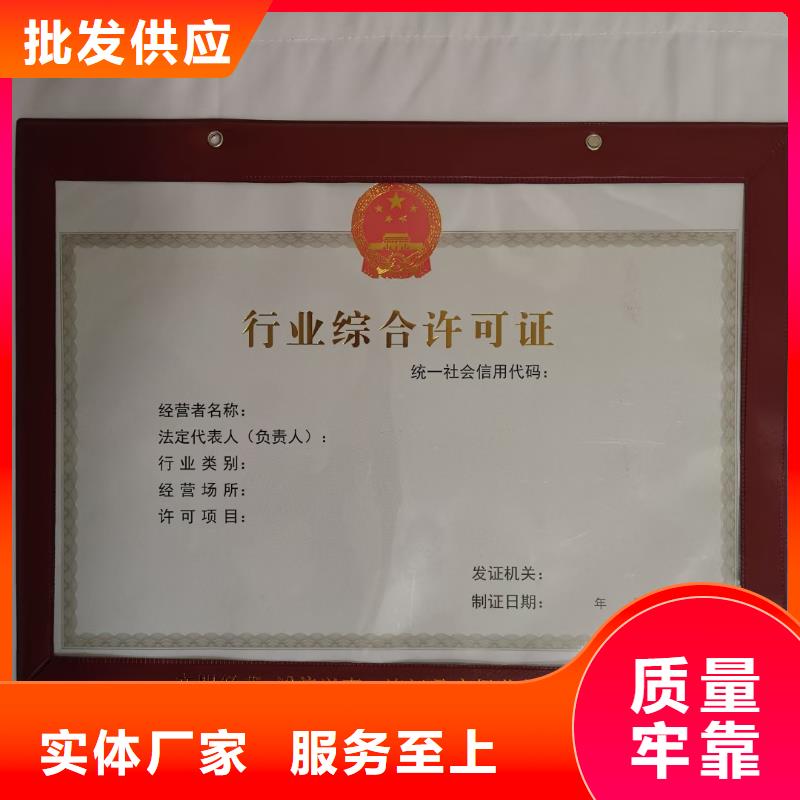 批发供应
行业综合许可证
统一社会信用代码：
经营者名称：
法定代表人（负责人）：
行业类别：
经营场所：
许可项目：
发证机关：
制证日期： 年
质量
牢靠
实体厂家 服务至上